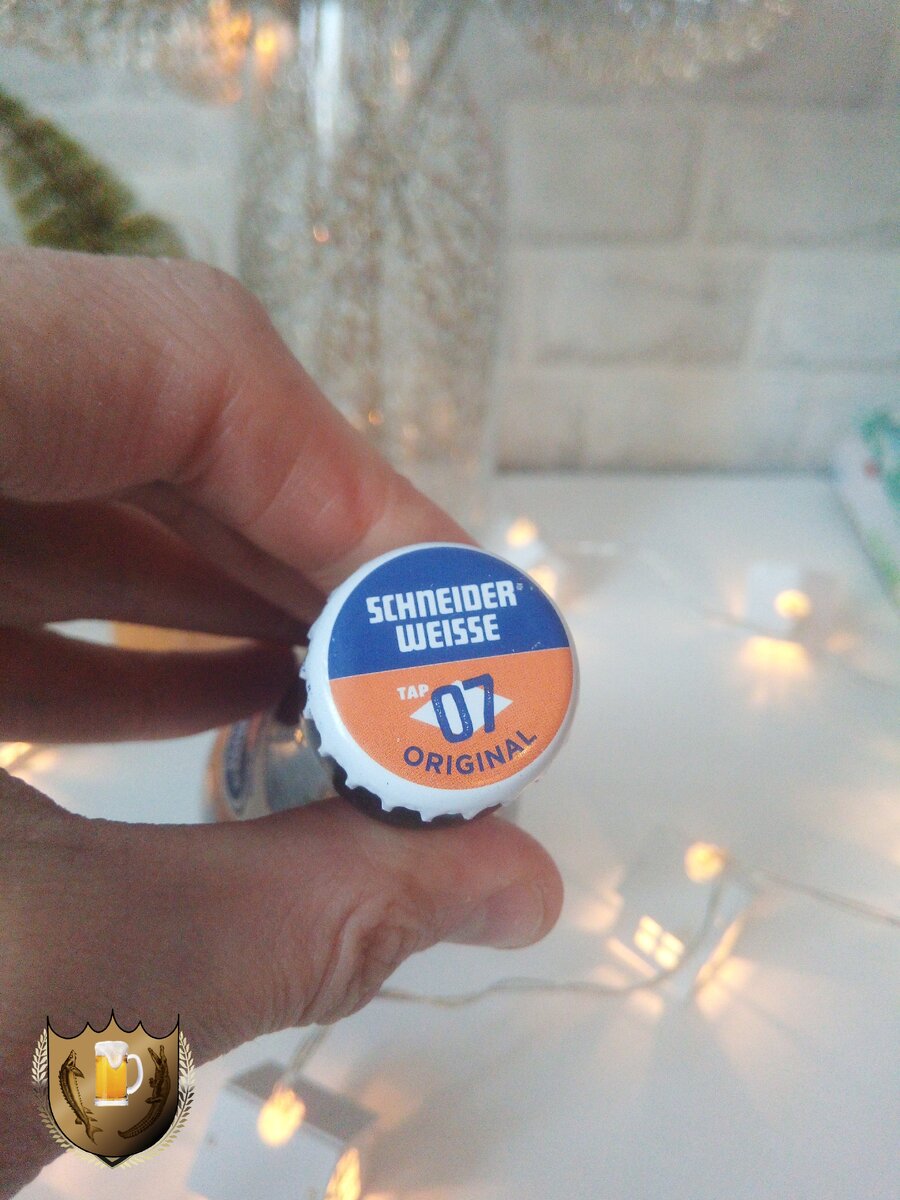 SCHNEIDER
WEISSE
TAP 07
ORIGINAL